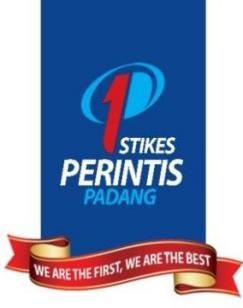 STIKES
PERINTIS
PADANG
WE ARE THE FIRST, WE ARE THE BEST